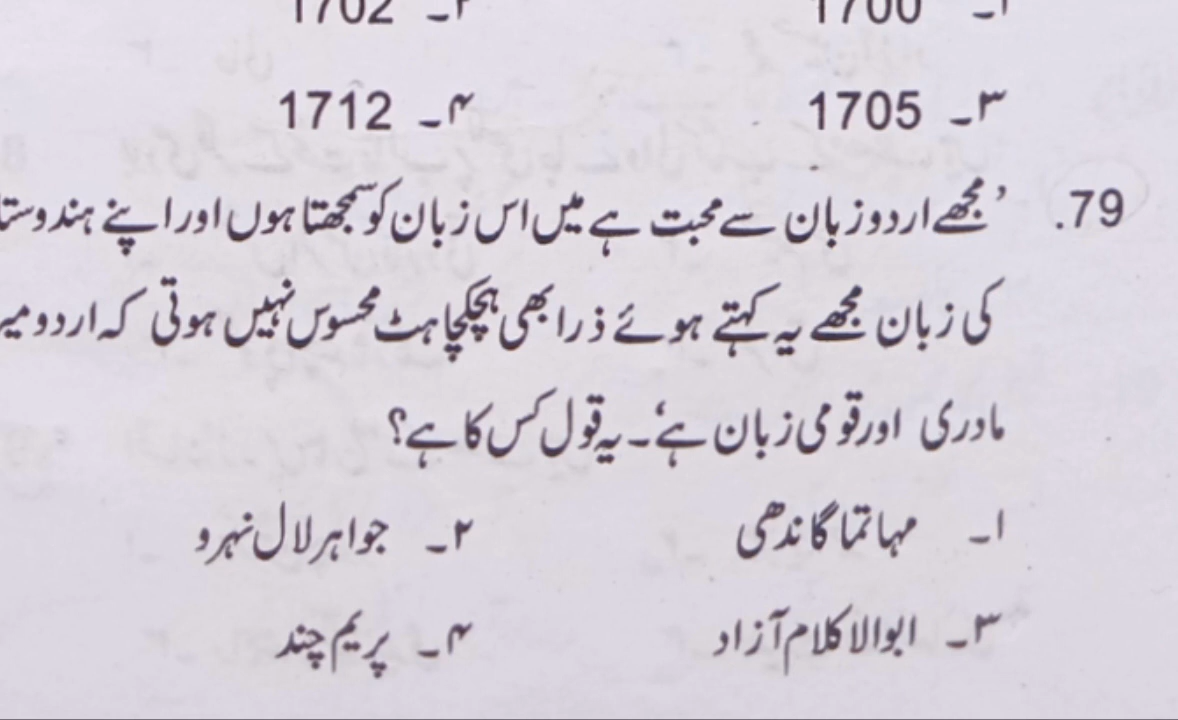 ۱۔ 1700 ۲۔ 1702
۳۔ 1705 ۴۔ 1712
79. ’مجھے اردو زبان سے محبت ہے میں اس زبان کو سمجھتا ہوں اور اپنے ہندوستا
کی زبان مجھے یہ کہتے ہوئے ذرا بھی ہچکچاہٹ محسوس نہیں ہوتی کہ اردو میر
مادری اور قومی زبان ہے‘۔ یہ قول کس کا ہے؟
۱۔ مہاتما گاندھی ۲۔ جواہر لال نہرو
۳۔ ابوالاکلام آزاد ۴۔ پریم چند